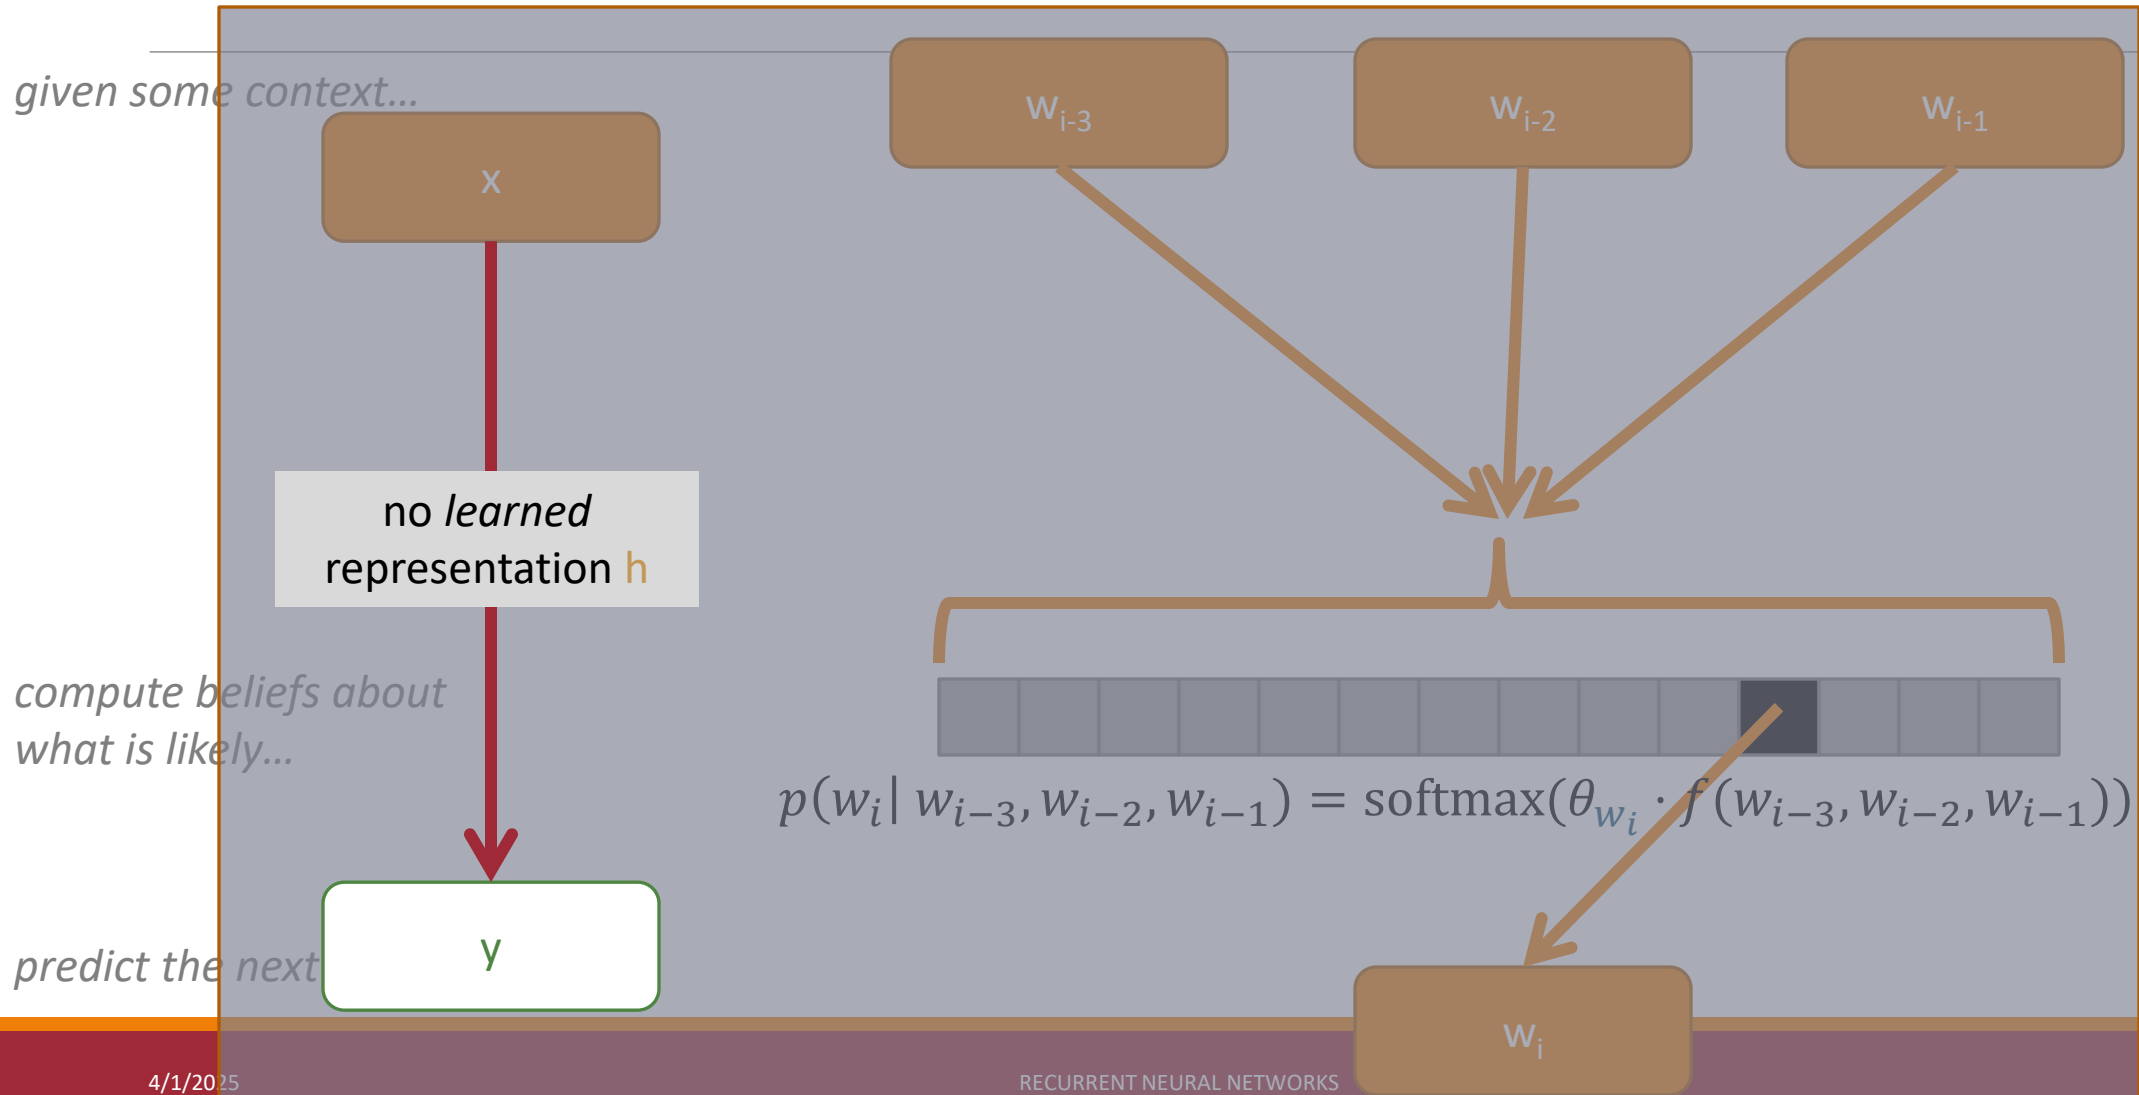 given some context…
w_{i-3}
w_{i-2}
w_{i-1}
x
no learned
representation h
compute beliefs about
what is likely…
p(w_i| w_{i−3}, w_{i−2}, w_{i−1}) = softmax(θ_{w_i} · f(w_{i−3}, w_{i−2}, w_{i−1}))
predict the next
y
w_i
4/1/2025
RECURRENT NEURAL NETWORKS